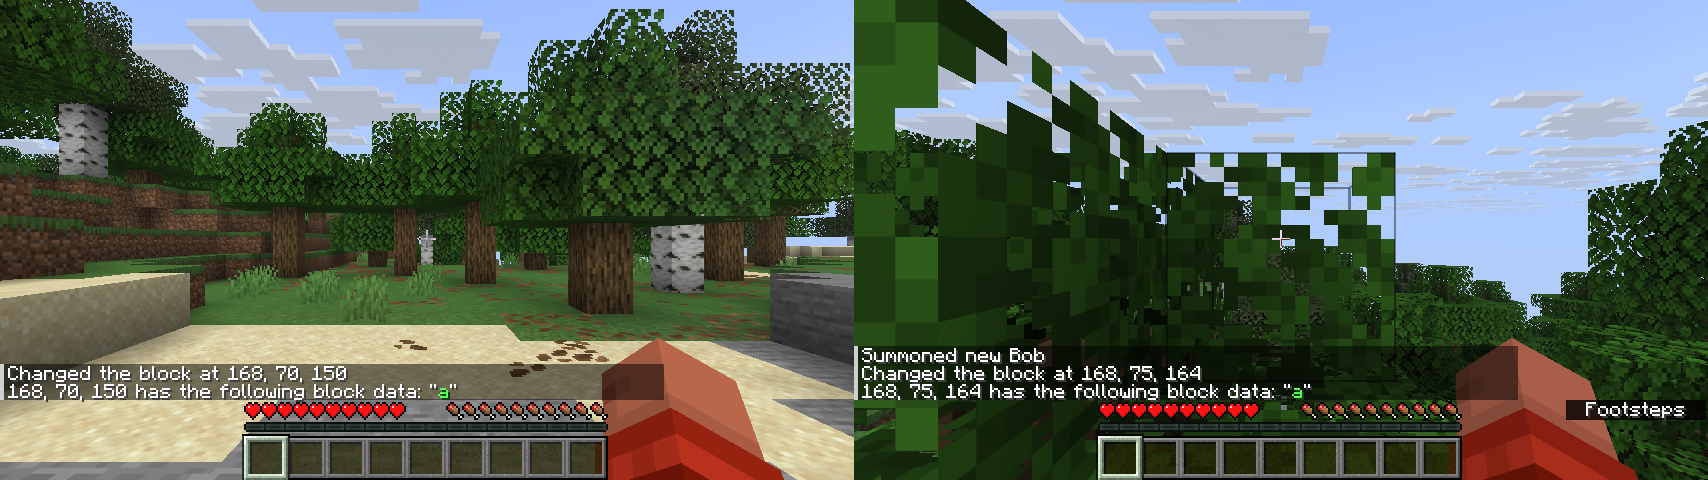 Changed the block at 168, 70, 150
168, 70, 150 has the following block data: "a"
Summoned new Bob
Changed the block at 168, 75, 164
168, 75, 164 has the following block data: "a"
Footsteps